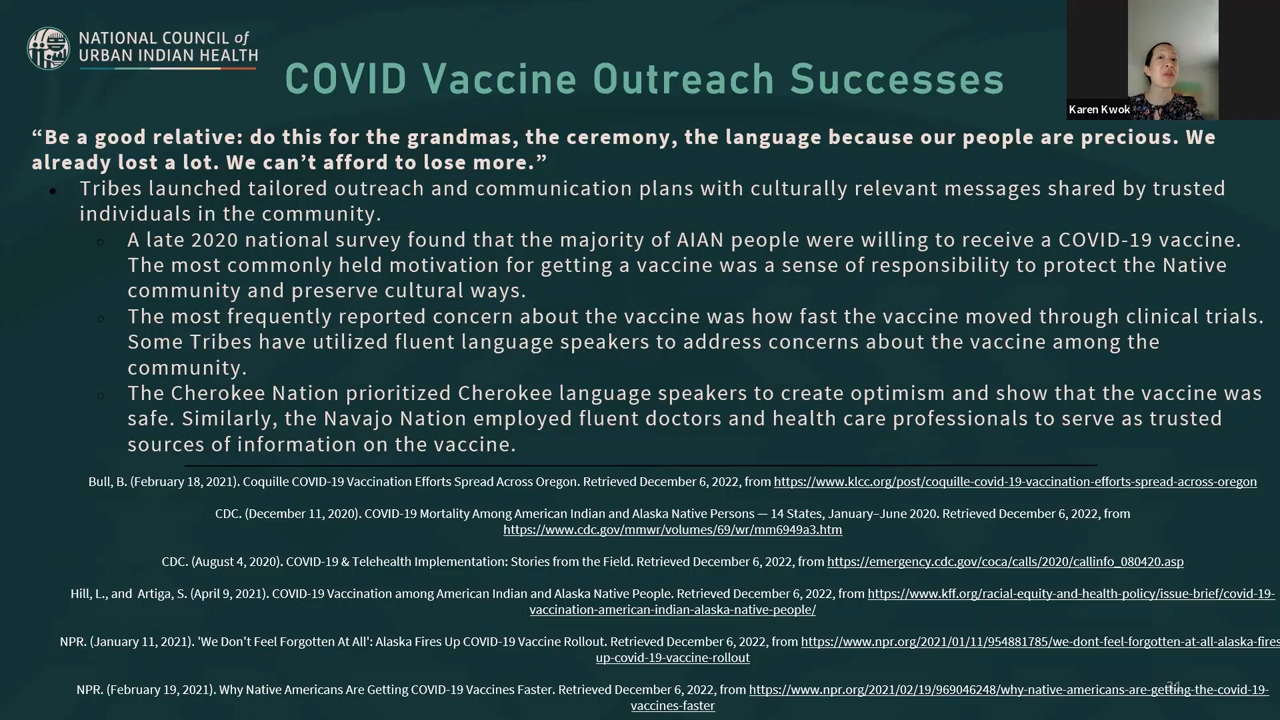 NATIONAL COUNCIL of
URBAN INDIAN HEALTH
COVID Vaccine Outreach Successes
Karen Kwok
“Be a good relative: do this for the grandmas, the ceremony, the language because our people are precious. We
already lost a lot. We can’t afford to lose more.”
Tribes launched tailored outreach and communication plans with culturally relevant messages shared by trusted
individuals in the community.
A late 2020 national survey found that the majority of AIAN people were willing to receive a COVID-19 vaccine.
The most commonly held motivation for getting a vaccine was a sense of responsibility to protect the Native
community and preserve cultural ways.
The most frequently reported concern about the vaccine was how fast the vaccine moved through clinical trials.
Some Tribes have utilized fluent language speakers to address concerns about the vaccine among the
community.
The Cherokee Nation prioritized Cherokee language speakers to create optimism and show that the vaccine was
safe. Similarly, the Navajo Nation employed fluent doctors and health care professionals to serve as trusted
sources of information on the vaccine.
Bull, B. (February 18, 2021). Coquille COVID-19 Vaccination Efforts Spread Across Oregon. Retrieved December 6, 2022, from https://www.klcc.org/post/coquille-covid-19-vaccination-efforts-spread-across-oregon
CDC. (December 11, 2020). COVID-19 Mortality Among American Indian and Alaska Native Persons — 14 States, January–June 2020. Retrieved December 6, 2022, from
https://www.cdc.gov/mmwr/volumes/69/wr/mm6949a3.htm
CDC. (August 4, 2020). COVID-19 & Telehealth Implementation: Stories from the Field. Retrieved December 6, 2022, from https://emergency.cdc.gov/coca/calls/2020/callinfo_080420.asp
Hill, L., and Artiga, S. (April 9, 2021). COVID-19 Vaccination among American Indian and Alaska Native People. Retrieved December 6, 2022, from https://www.kff.org/racial-equity-and-health-policy/issue-brief/covid-19-
vaccination-american-indian-alaska-native-people/
NPR. (January 11, 2021). 'We Don't Feel Forgotten At All': Alaska Fires Up COVID-19 Vaccine Rollout. Retrieved December 6, 2022, from https://www.npr.org/2021/01/11/954881785/we-dont-feel-forgotten-at-all-alaska-fires
up-covid-19-vaccine-rollout
NPR. (February 19, 2021). Why Native Americans Are Getting COVID-19 Vaccines Faster. Retrieved December 6, 2022, from https://www.npr.org/2021/02/19/969046248/why-native-americans-are-getting-the-covid-19-
vaccines-faster